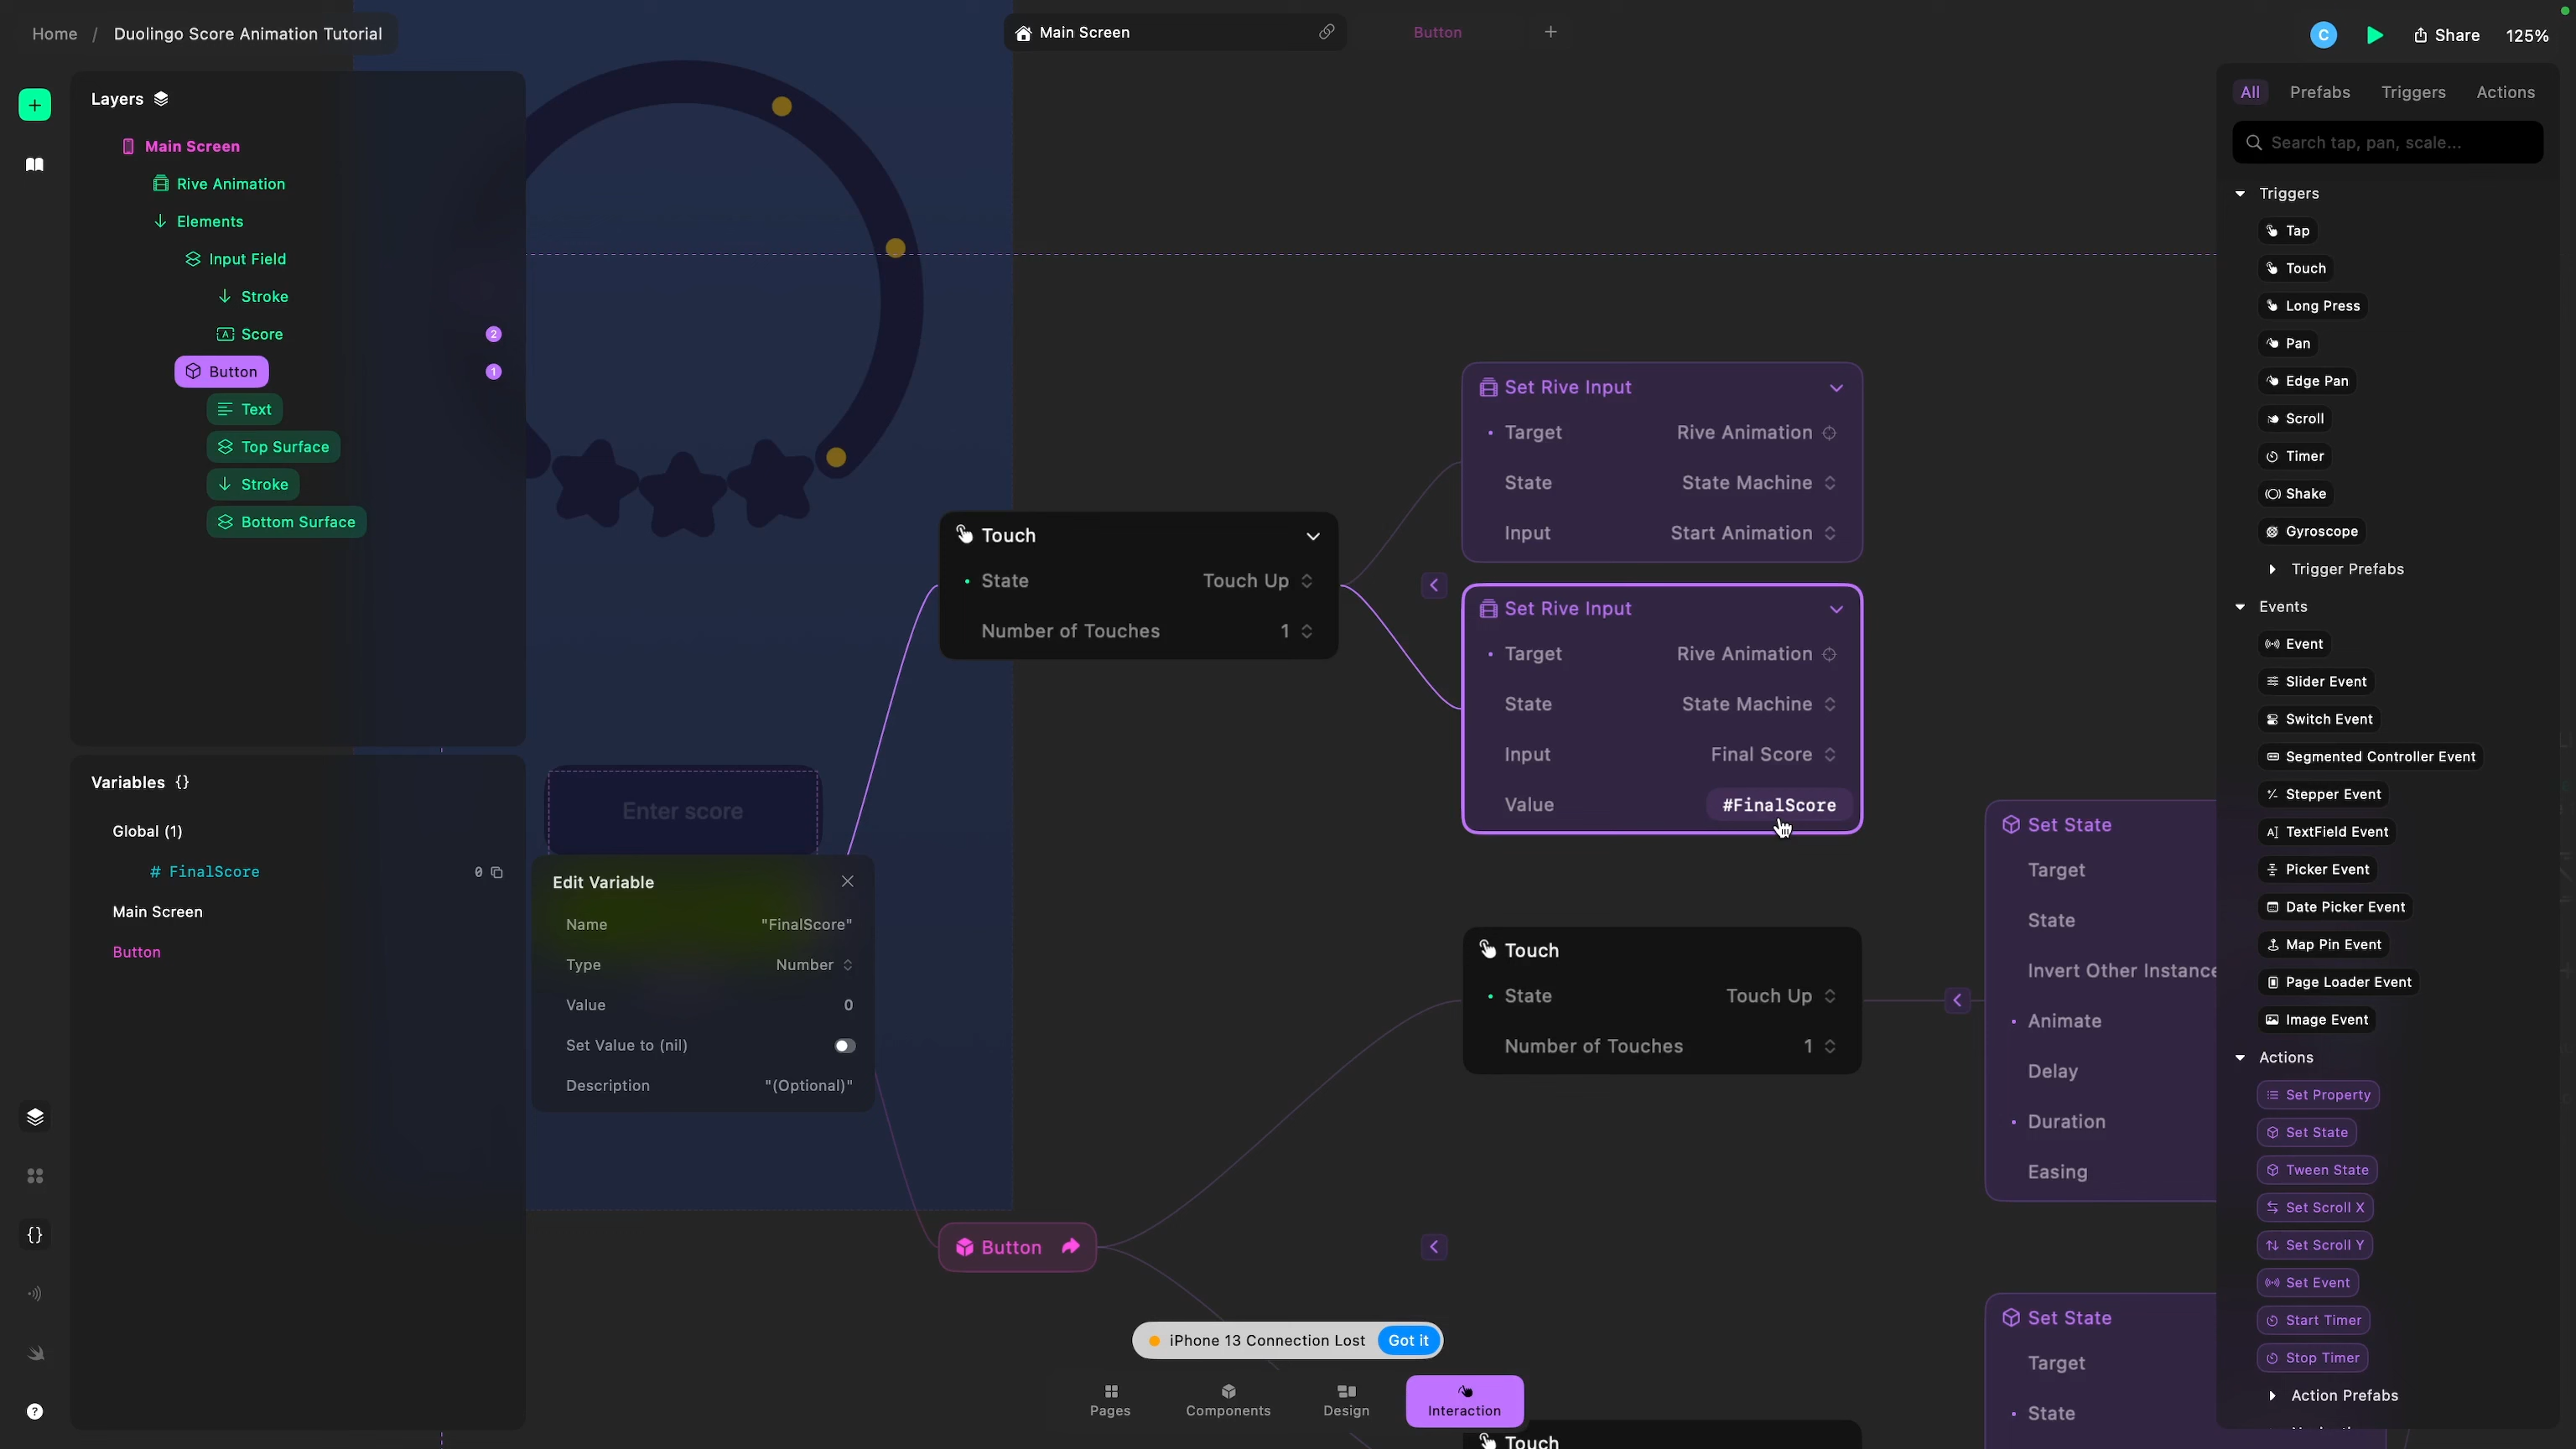 Home / Duolingo Score Animation Tutorial
Main Screen
Button
+
C
Share
125%
Layers
Main Screen
Rive Animation
Elements
Input Field
Stroke
Score
2
Button
1
Text
Top Surface
Stroke
Bottom Surface
Variables {}
Global (1)
# FinalScore
0
Main Screen
Button
{}
?
Enter score
Edit Variable
Name "FinalScore"
Type Number
Value 0
Set Value to (nil)
Description "(Optional)"
Touch
State Touch Up
Number of Touches 1
Set Rive Input
Target Rive Animation
State State Machine
Input Start Animation
Set Rive Input
Target Rive Animation
State State Machine
Input Final Score
Value #FinalScore
Touch
State Touch Up
Number of Touches 1
Button
Set State
Target
State
Invert Other Instance
Animate
Delay
Duration
Easing
Set State
Target
State
Touch
iPhone 13 Connection Lost Got it
Pages
Components
Design
Interaction
All Prefabs Triggers Actions
Search tap, pan, scale...
Triggers
Tap
Touch
Long Press
Pan
Edge Pan
Scroll
Timer
Shake
Gyroscope
Trigger Prefabs
Events
Event
Slider Event
Switch Event
Segmented Controller Event
Stepper Event
TextField Event
Picker Event
Date Picker Event
Map Pin Event
Page Loader Event
Image Event
Actions
Set Property
Set State
Tween State
Set Scroll X
Set Scroll Y
Set Event
Start Timer
Stop Timer
Action Prefabs